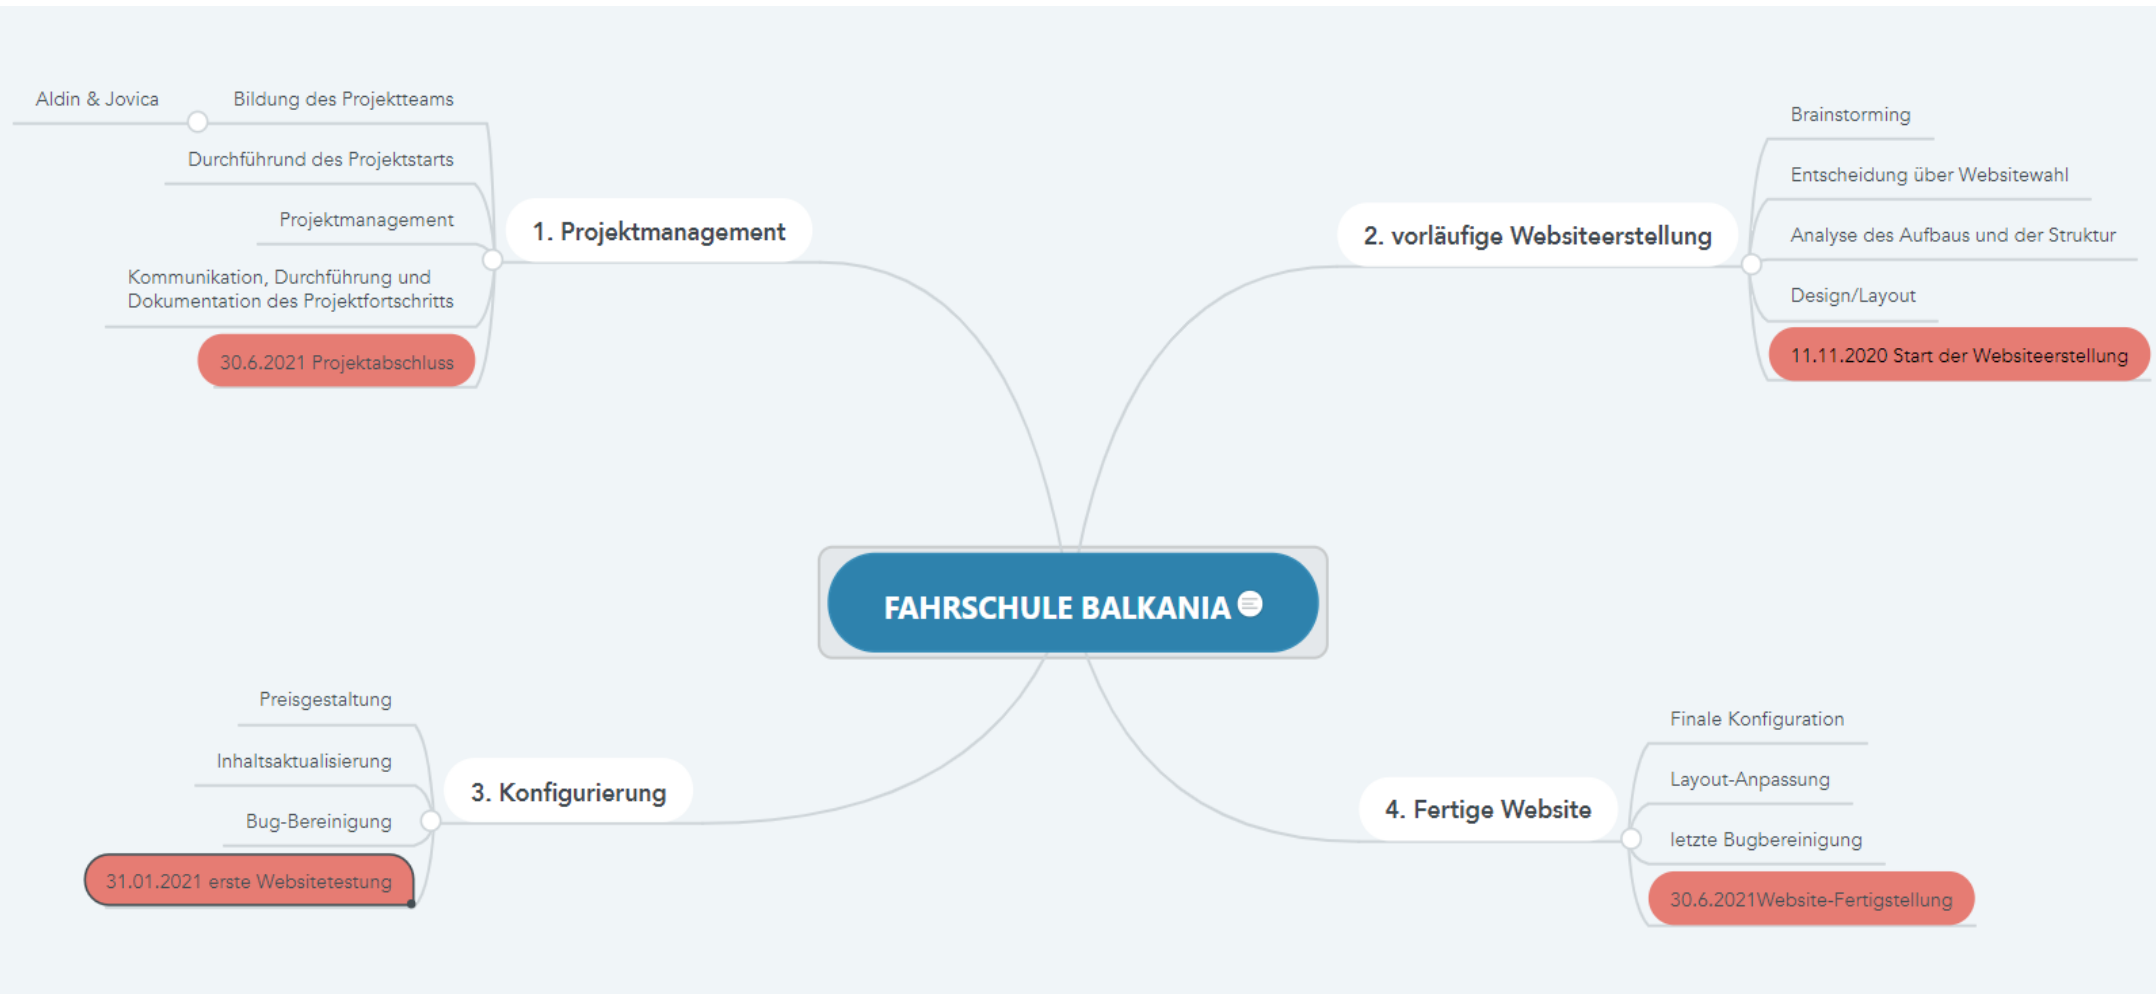 Aldin & Jovica
Bildung des Projektteams
Durchführund des Projektstarts
Projektmanagement
Kommunikation, Durchführung und
Dokumentation des Projektfortschritts
30.6.2021 Projektabschluss
1. Projektmanagement
2. vorläufige Websiteerstellung
Brainstorming
Entscheidung über Websitewahl
Analyse des Aufbaus und der Struktur
Design/Layout
11.11.2020 Start der Websiteerstellung
FAHRSCHULE BALKANIA
Preisgestaltung
Inhaltsaktualisierung
Bug-Bereinigung
31.01.2021 erste Websitetestung
3. Konfigurierung
4. Fertige Website
Finale Konfiguration
Layout-Anpassung
letzte Bugbereinigung
30.6.2021Website-Fertigstellung